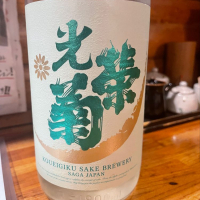 光栄菊
KOUEIGIKU SAKE BREWERY
SAGA JAPAN